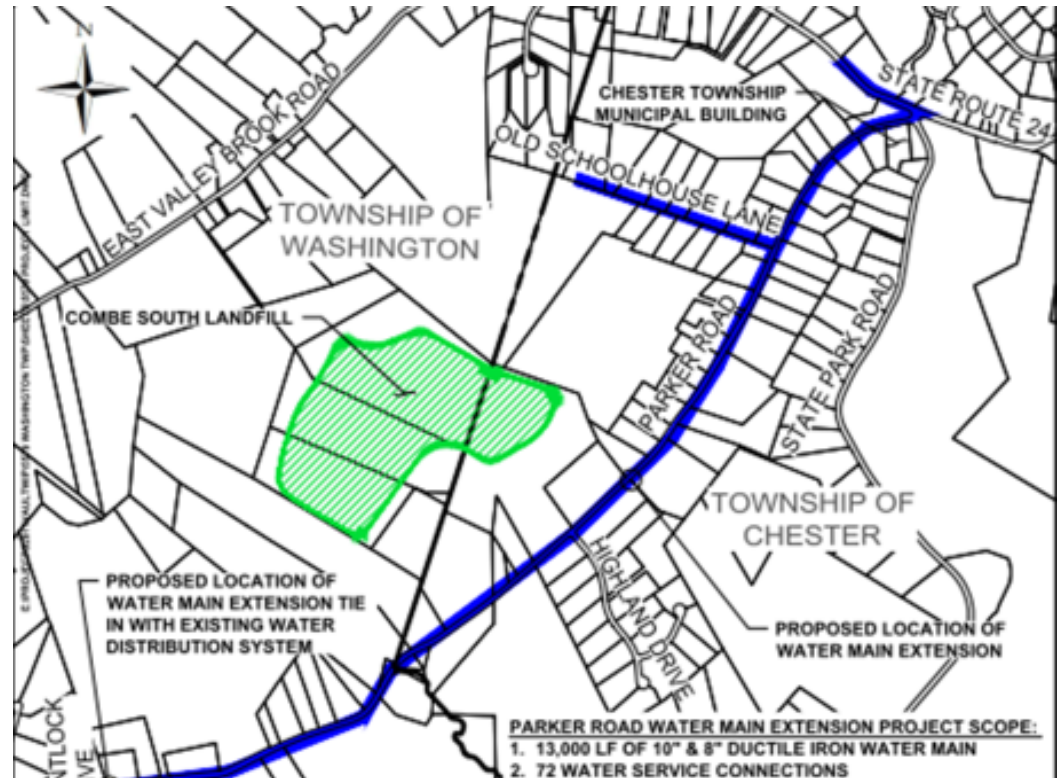 N
STATE ROUTE 24
CHESTER TOWNSHIP
MUNICIPAL BUILDING
EAST VALLEY BROOK ROAD
OLD SCHOOLHOUSE LANE
TOWNSHIP OF
WASHINGTON
COMBE SOUTH LANDFILL
PARKER ROAD
STATE PARK ROAD
TOWNSHIP OF
CHESTER
HIGHLAND DRIVE
PROPOSED LOCATION OF
WATER MAIN EXTENSION TIE
IN WITH EXISTING WATER
DISTRIBUTION SYSTEM
PROPOSED LOCATION OF
WATER MAIN EXTENSION
PARKER ROAD WATER MAIN EXTENSION PROJECT SCOPE:
1. 13,000 LF OF 10" & 8" DUCTILE IRON WATER MAIN
2. 72 WATER SERVICE CONNECTIONS
NTLOCK
VE